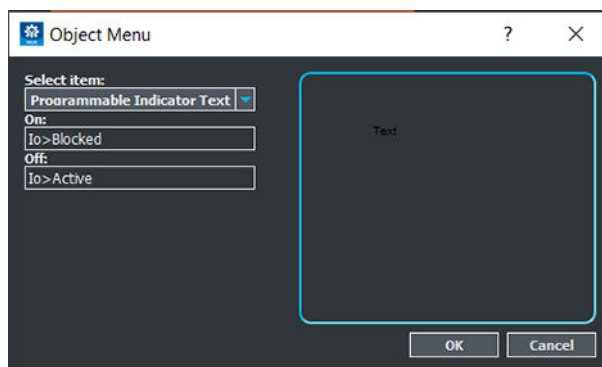 Object Menu
?
Select item:
Programmable Indicator Text
On:
Io>Blocked
Off:
Io>Active
Text
OK
Cancel